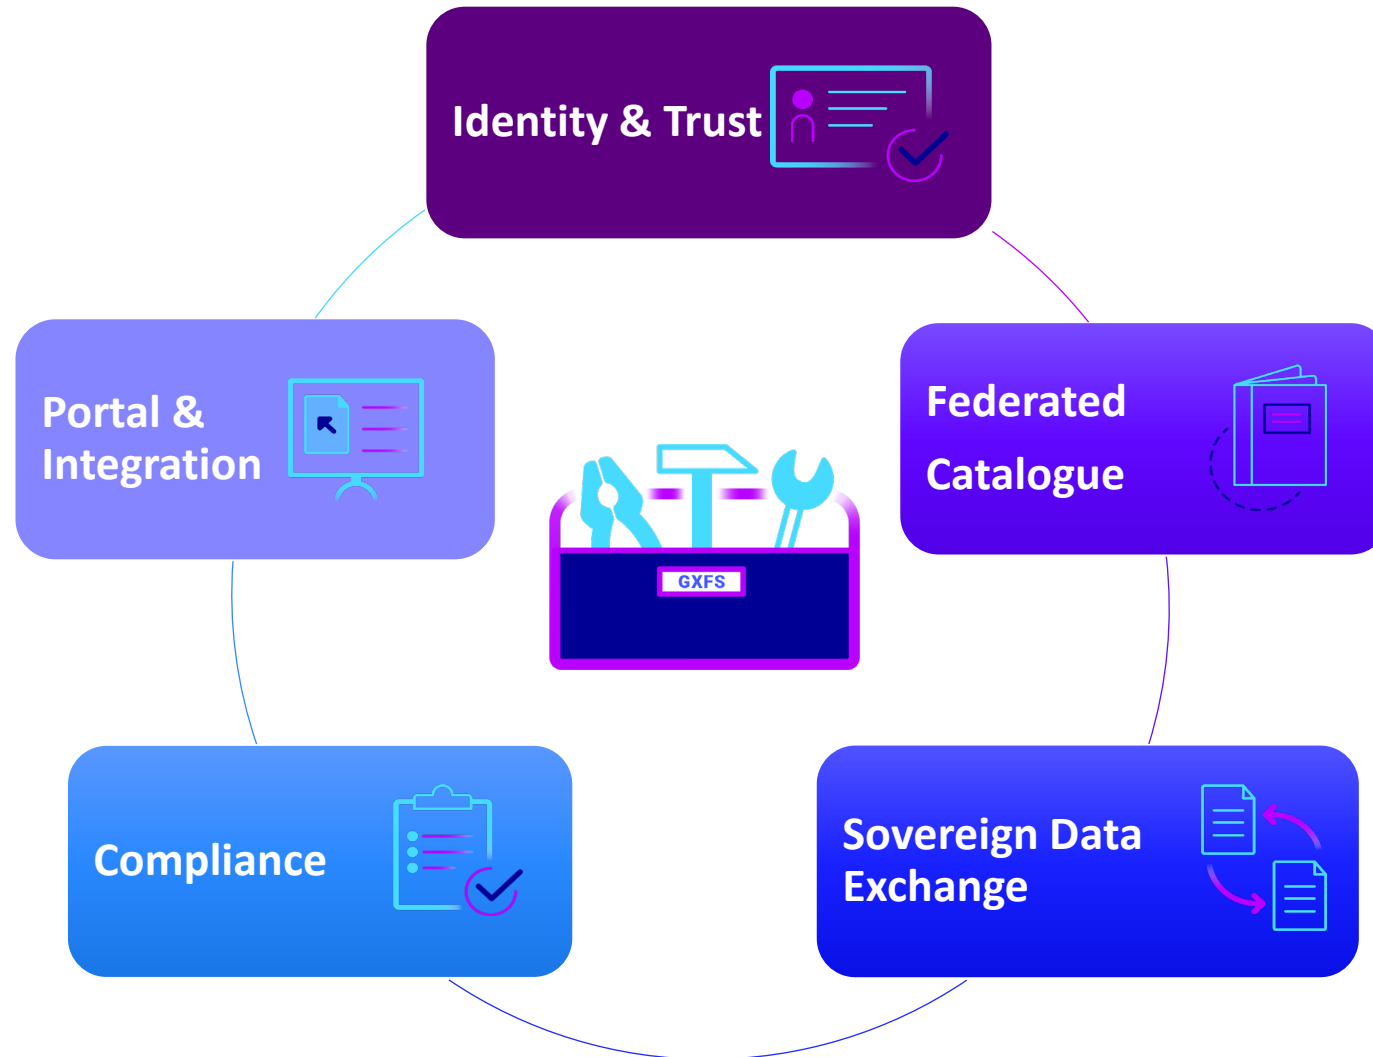 Identity & Trust
Portal &
Integration
Federated
Catalogue
GXFS
Compliance
Sovereign Data
Exchange